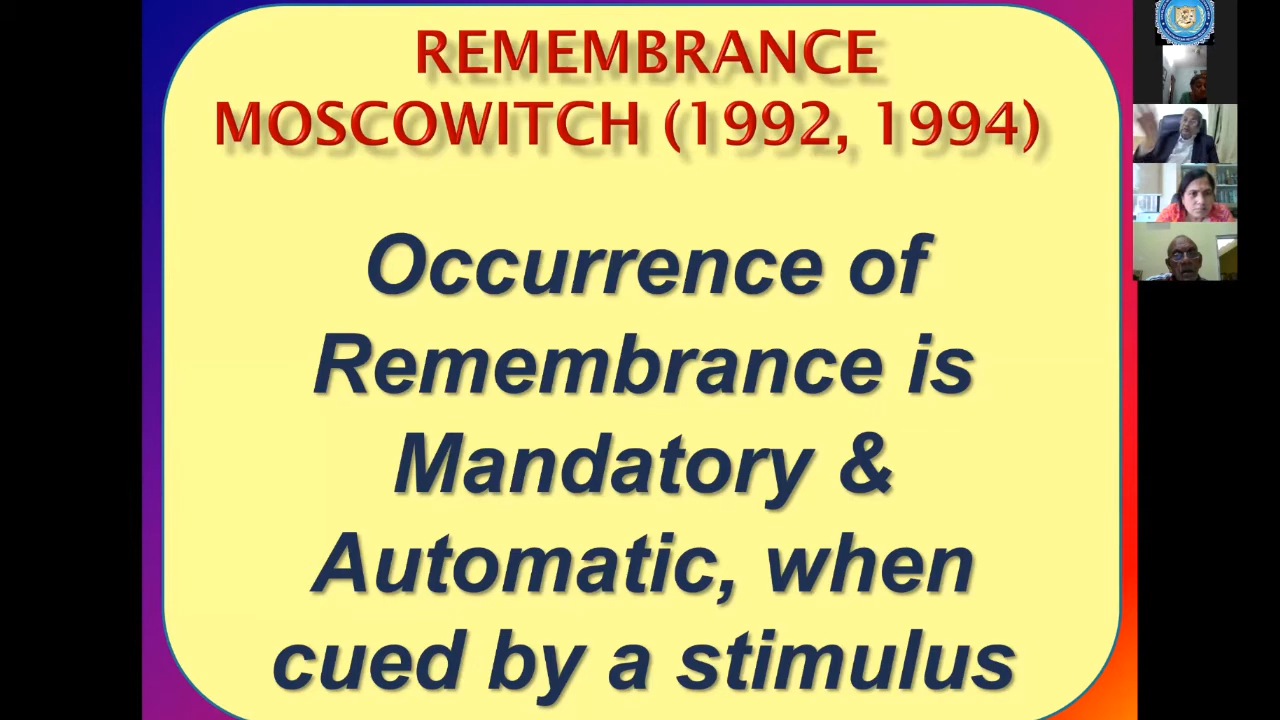 REMEMBRANCE
MOSCOWITCH (1992, 1994)
Occurrence of
Remembrance is
Mandatory &
Automatic, when
cued by a stimulus